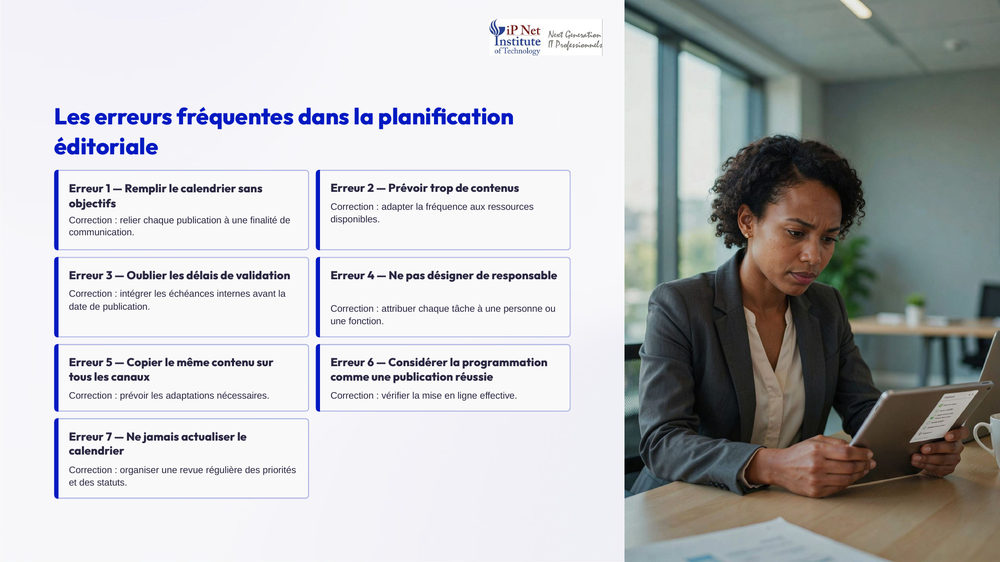 iP Net
Institute
of Technology
Next Generation
IT Professionnels
Les erreurs fréquentes dans la planification
éditoriale
Erreur 1 — Remplir le calendrier sans
objectifs
Correction : relier chaque publication à une finalité de
communication.
Erreur 2 — Prévoir trop de contenus
Correction : adapter la fréquence aux ressources
disponibles.
Erreur 3 — Oublier les délais de validation
Correction : intégrer les échéances internes avant la
date de publication.
Erreur 4 — Ne pas désigner de responsable
Correction : attribuer chaque tâche à une personne ou
une fonction.
Erreur 5 — Copier le même contenu sur
tous les canaux
Correction : prévoir les adaptations nécessaires.
Erreur 6 — Considérer la programmation
comme une publication réussie
Correction : vérifier la mise en ligne effective.
Erreur 7 — Ne jamais actualiser le
calendrier
Correction : organiser une revue régulière des priorités
et des statuts.